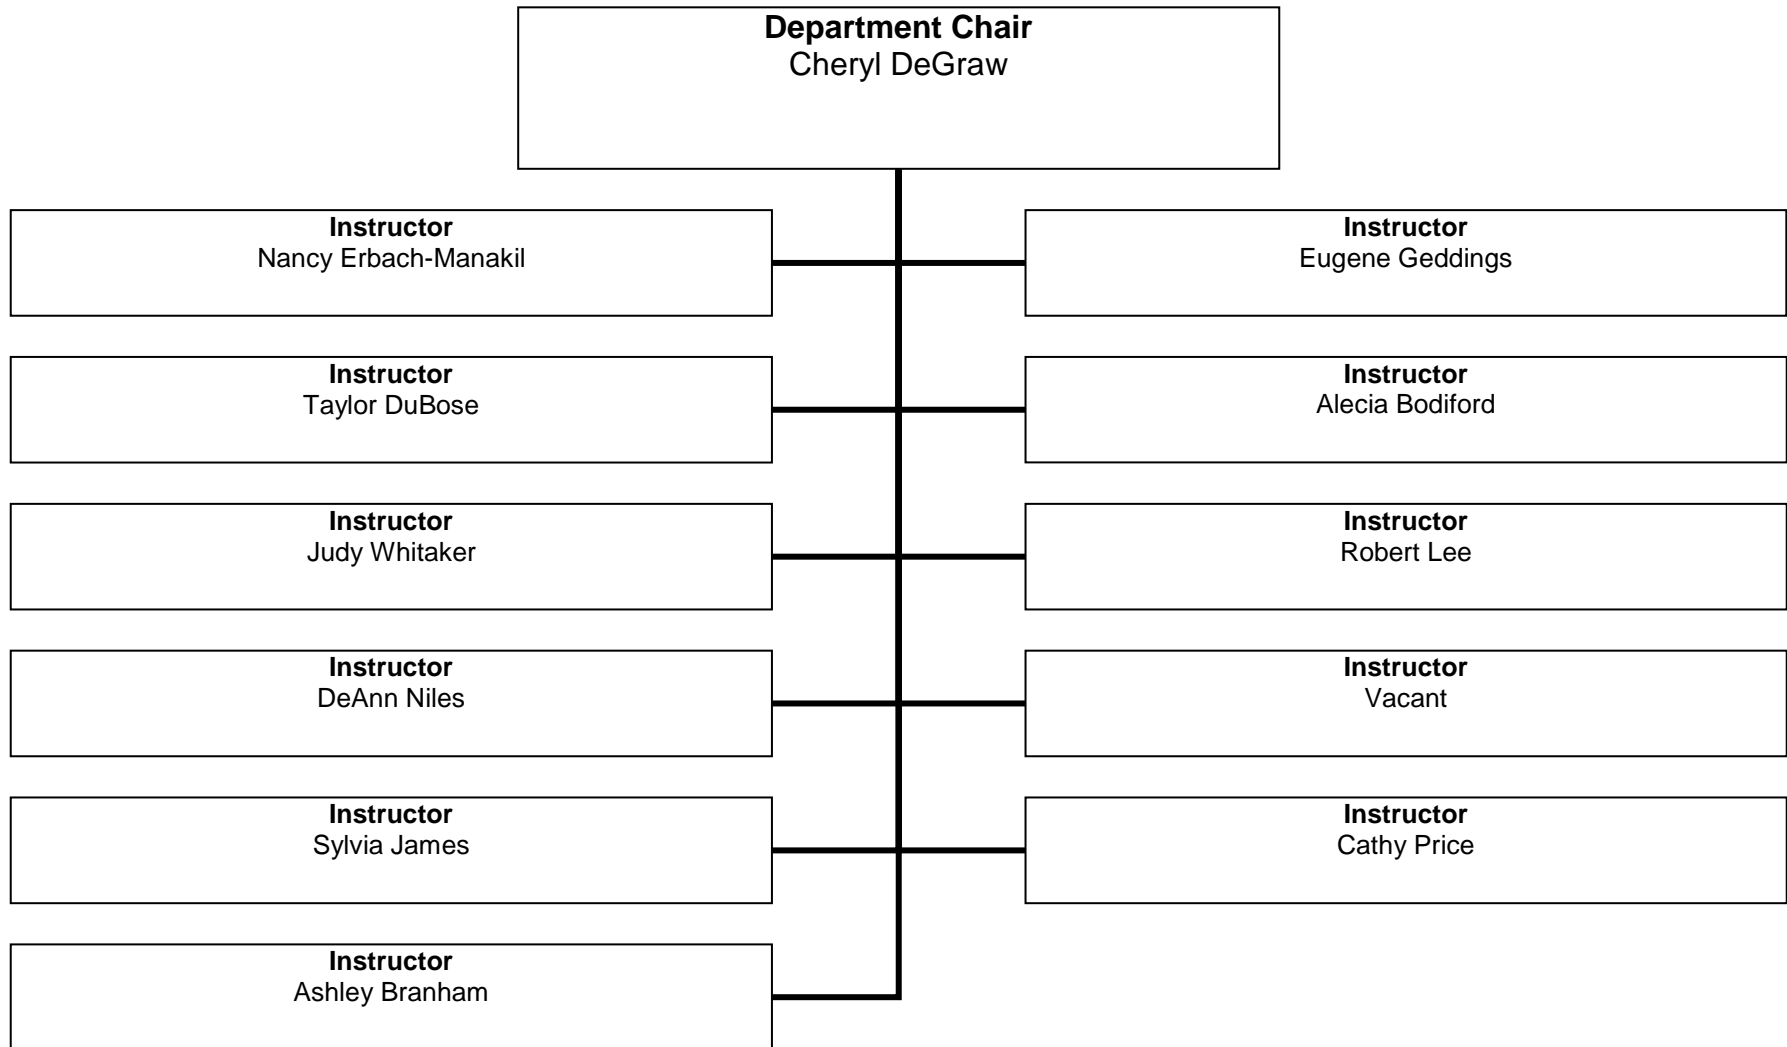 Department Chair
Cheryl DeGraw
Instructor
Nancy Erbach-Manakil
Instructor
Eugene Geddings
Instructor
Taylor DuBose
Instructor
Alecia Bodiford
Instructor
Judy Whitaker
Instructor
Robert Lee
Instructor
DeAnn Niles
Instructor
Vacant
Instructor
Sylvia James
Instructor
Cathy Price
Instructor
Ashley Branham